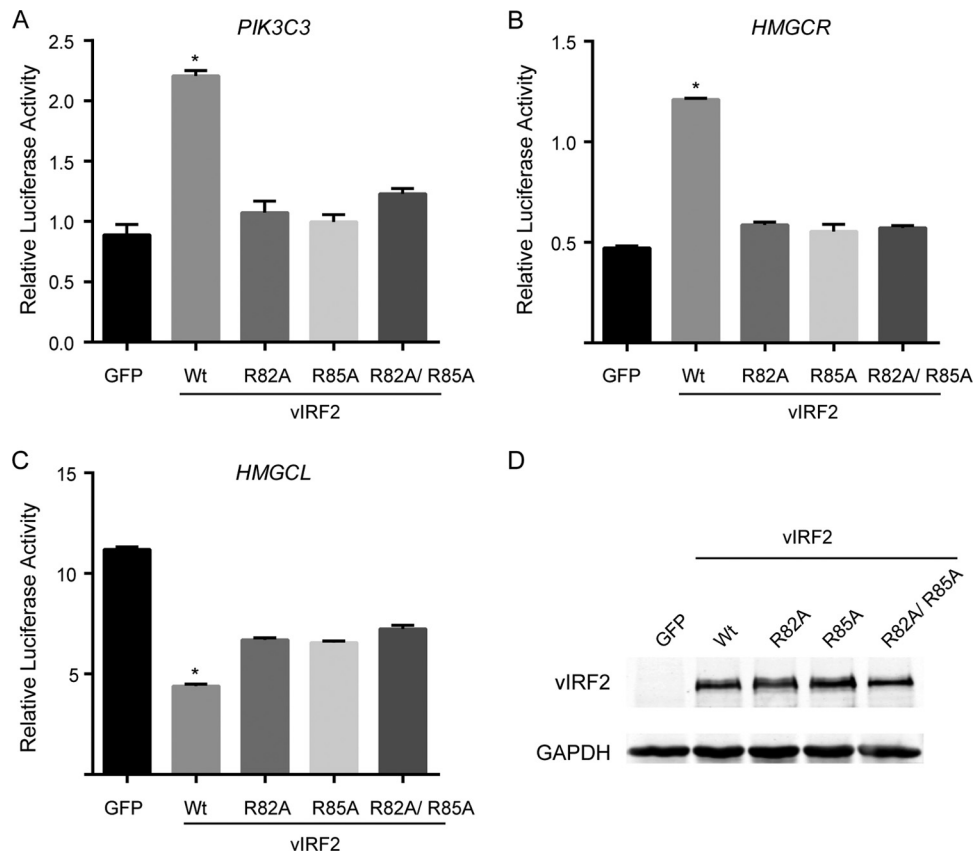 A
PIK3C3
Relative Luciferase Activity
2.5
2.0
1.5
1.0
0.5
0.0
*
GFP Wt R82A R85A R82A/ R85A
vIRF2
B
HMGCR
Relative Luciferase Activity
1.5
1.0
0.5
*
GFP Wt R82A R85A R82A/ R85A
vIRF2
C
HMGCL
Relative Luciferase Activity
15
10
5
*
GFP Wt R82A R85A R82A/ R85A
vIRF2
D
vIRF2
GFP Wt R82A R85A R82A/ R85A
vIRF2
GAPDH